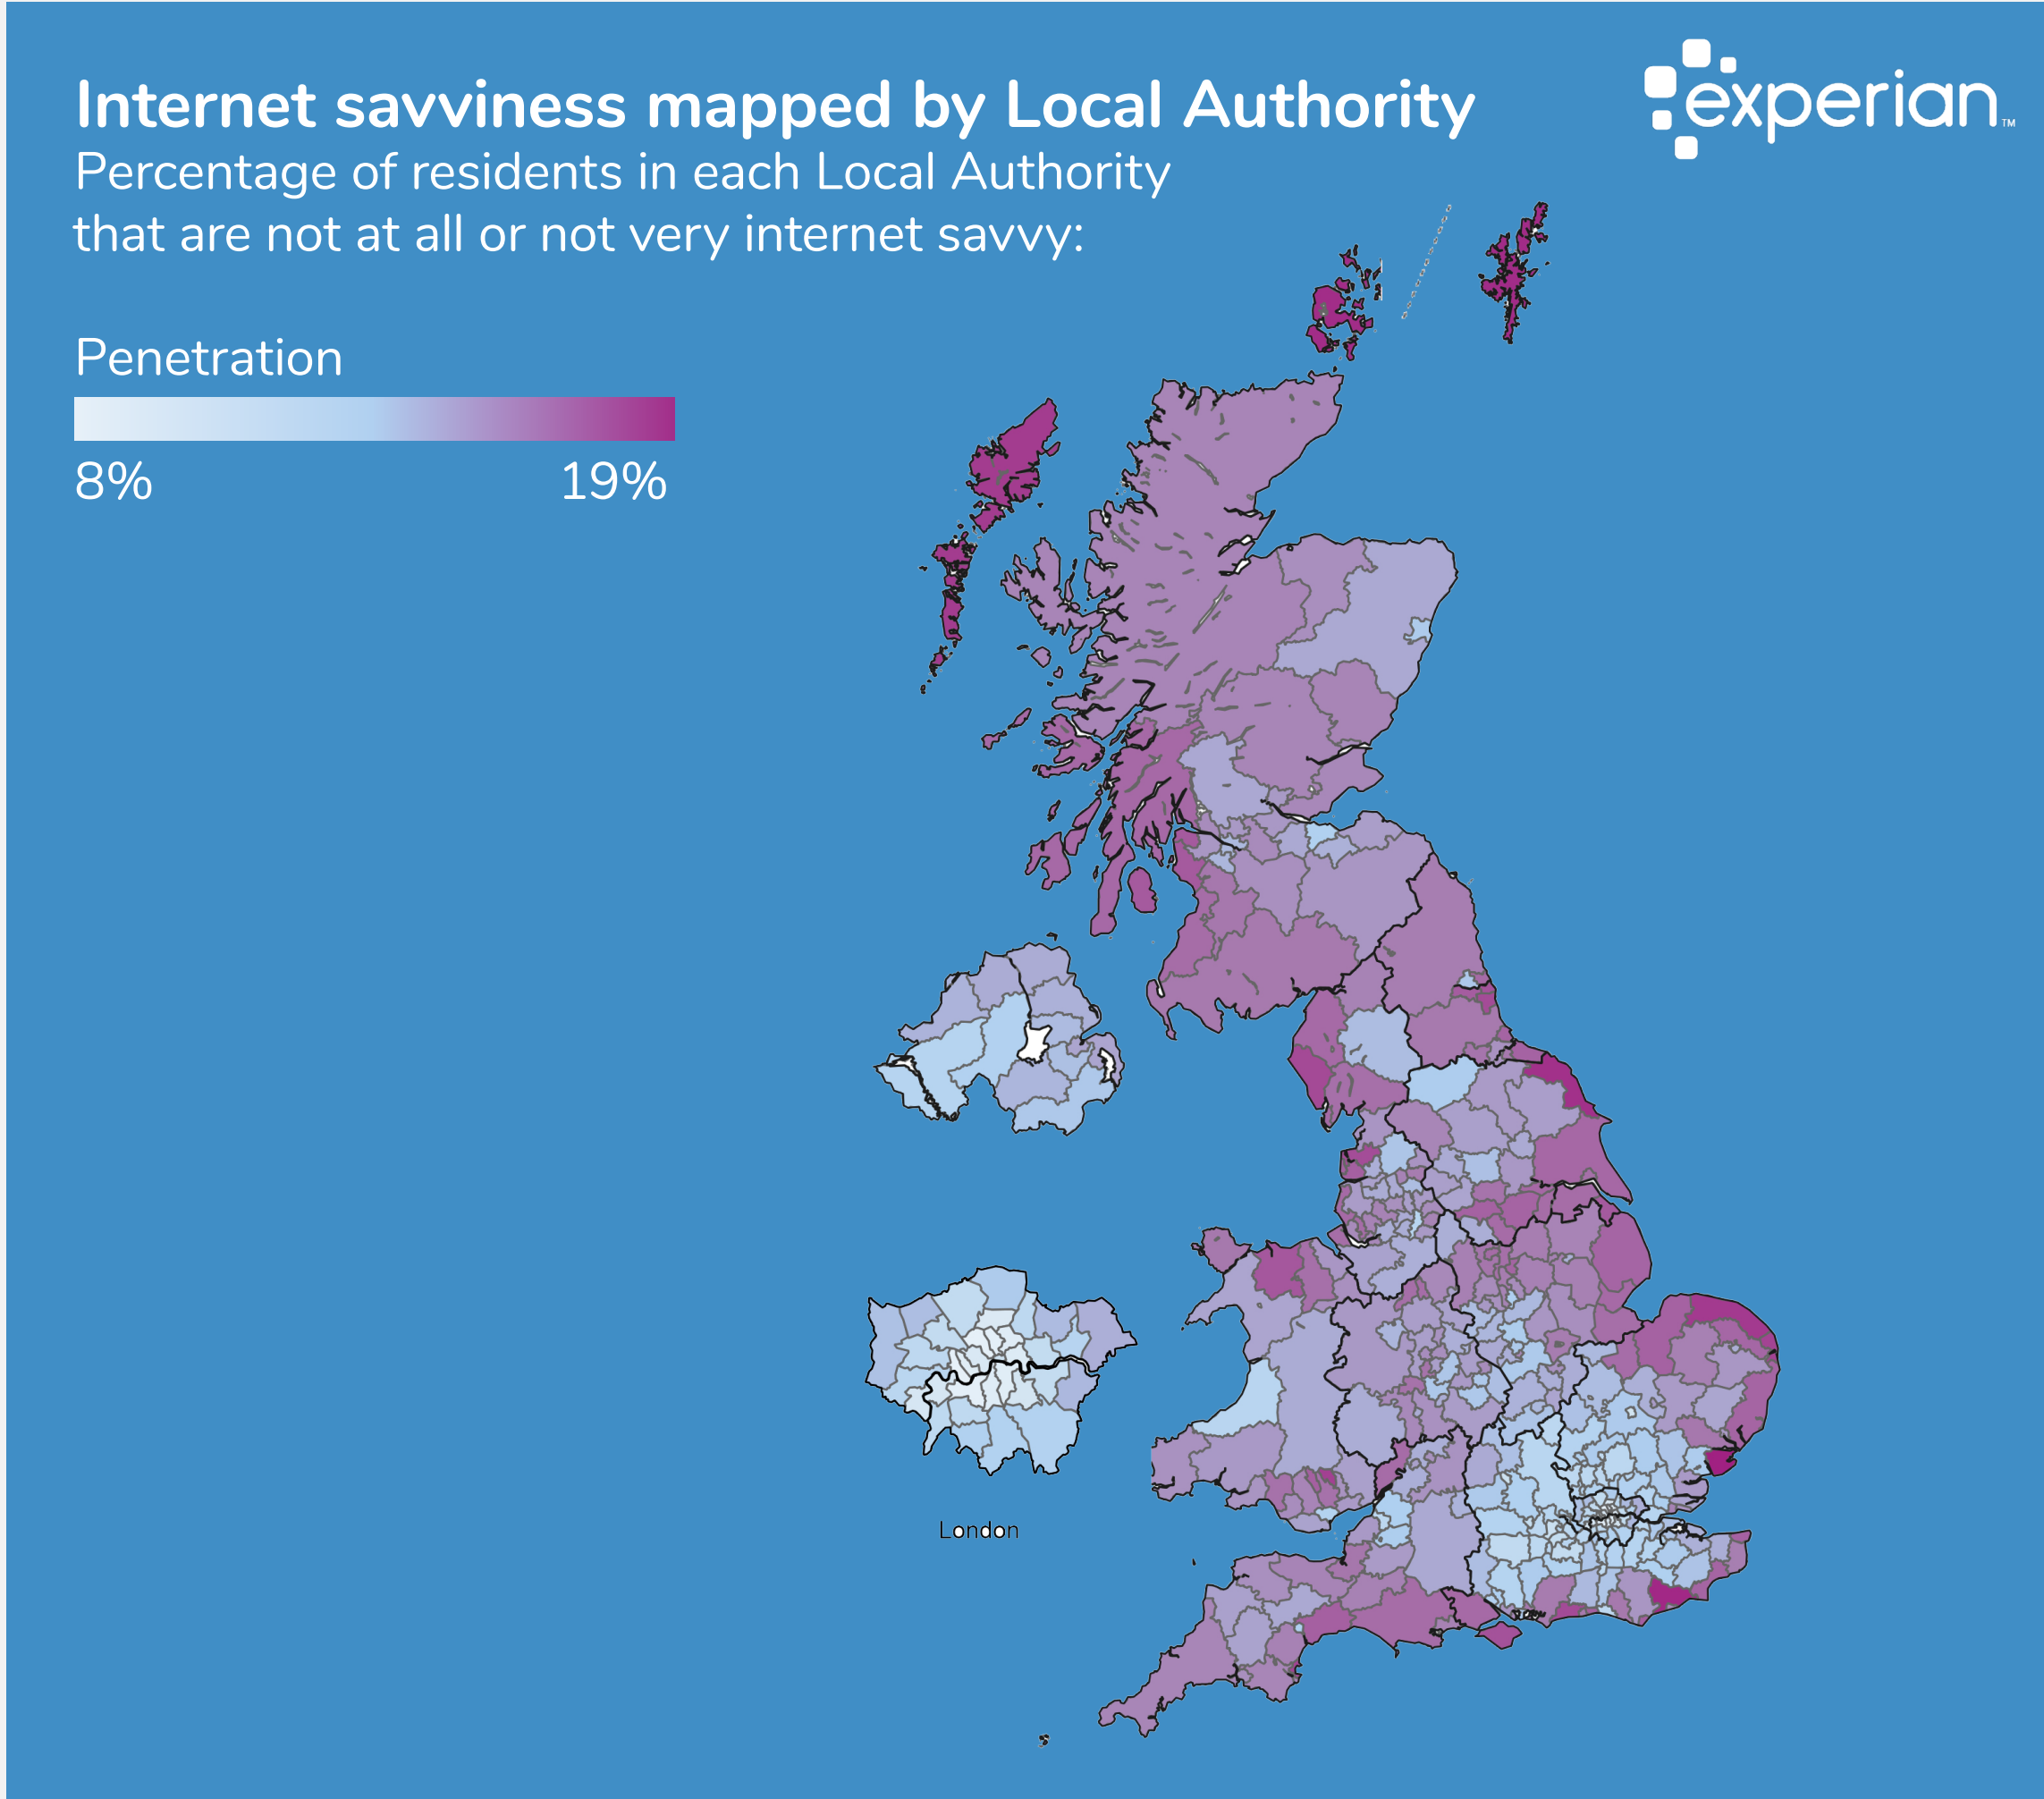 Internet savviness mapped by Local Authority
experian™
Percentage of residents in each Local Authority
that are not at all or not very internet savvy:
Penetration
8% 19%
London